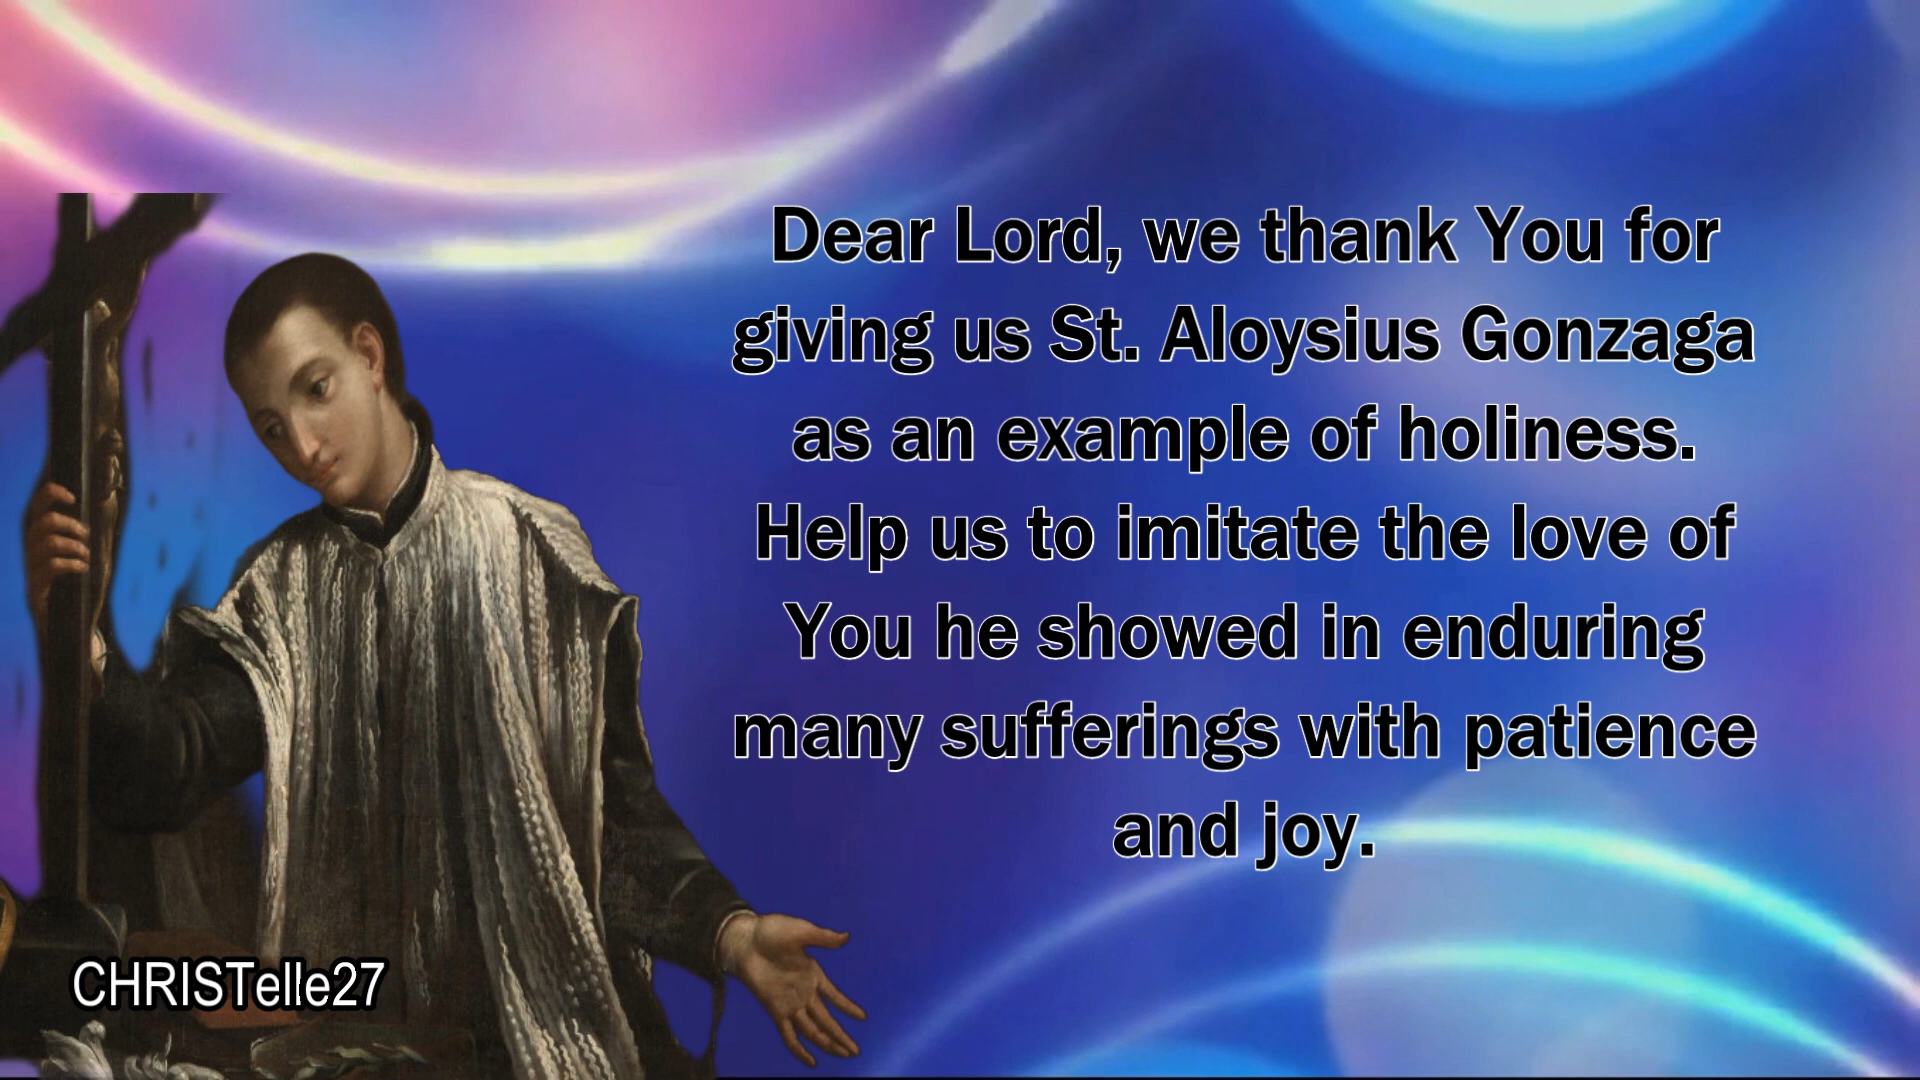 Dear Lord, we thank You for
giving us St. Aloysius Gonzaga
as an example of holiness.
Help us to imitate the love of
You he showed in enduring
many sufferings with patience
and joy.
CHRISTelle27